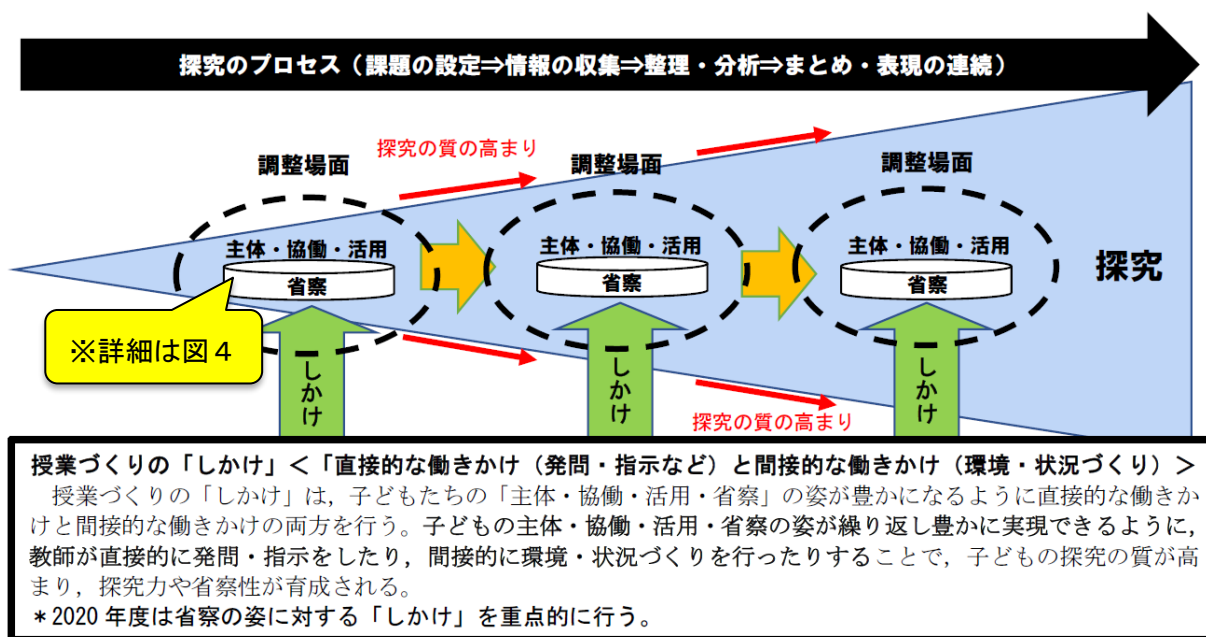 探究のプロセス(課題の設定⇒情報の収集⇒整理・分析⇒まとめ・表現の連続)
探究の質の高まり
調整場面
調整場面
調整場面
主体・協働・活用
省察
主体・協働・活用
省察
主体・協働・活用
省察
探究
※詳細は図4
しかけ
しかけ
しかけ
探究の質の高まり
授業づくりの「しかけ」<「直接的な働きかけ(発問・指示など)と間接的な働きかけ(環境・状況づくり)>
授業づくりの「しかけ」は,子どもたちの「主体・協働・活用・省察」の姿が豊かになるように直接的な働きか
けと間接的な働きかけの両方を行う。子どもの主体・協働・活用・省察の姿が繰り返し豊かに実現できるように,
教師が直接的に発問・指示をしたり,間接的に環境・状況づくりを行ったりすることで,子どもの探究の質が高
まり,探究力や省察性が育成される。
*2020年度は省察の姿に対する「しかけ」を重点的に行う。